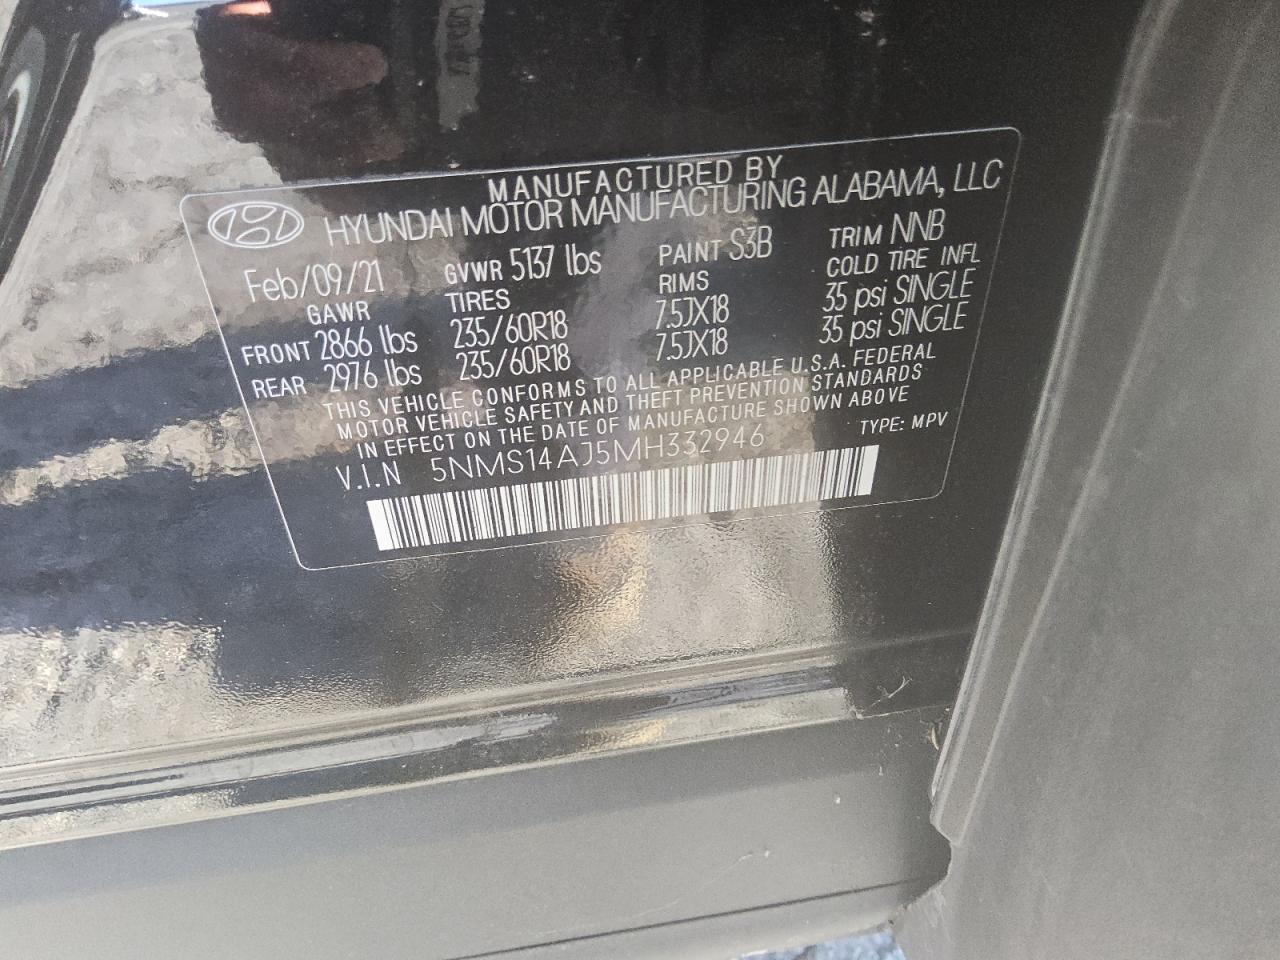 MANUFACTURED BY
HYUNDAI MOTOR MANUFACTURING ALABAMA, LLC
Feb/09/21 GVWR 5137 lbs PAINT S3B TRIM NNB
GAWR TIRES RIMS COLD TIRE INFL
FRONT 2866 lbs 235/60R18 7.5JX18 35 psi SINGLE
REAR 2976 lbs 235/60R18 7.5JX18 35 psi SINGLE
THIS VEHICLE CONFORMS TO ALL APPLICABLE U.S.A. FEDERAL
MOTOR VEHICLE SAFETY AND THEFT PREVENTION STANDARDS
IN EFFECT ON THE DATE OF MANUFACTURE SHOWN ABOVE
V.I.N 5NMS14AJ5MH332946 TYPE: MPV